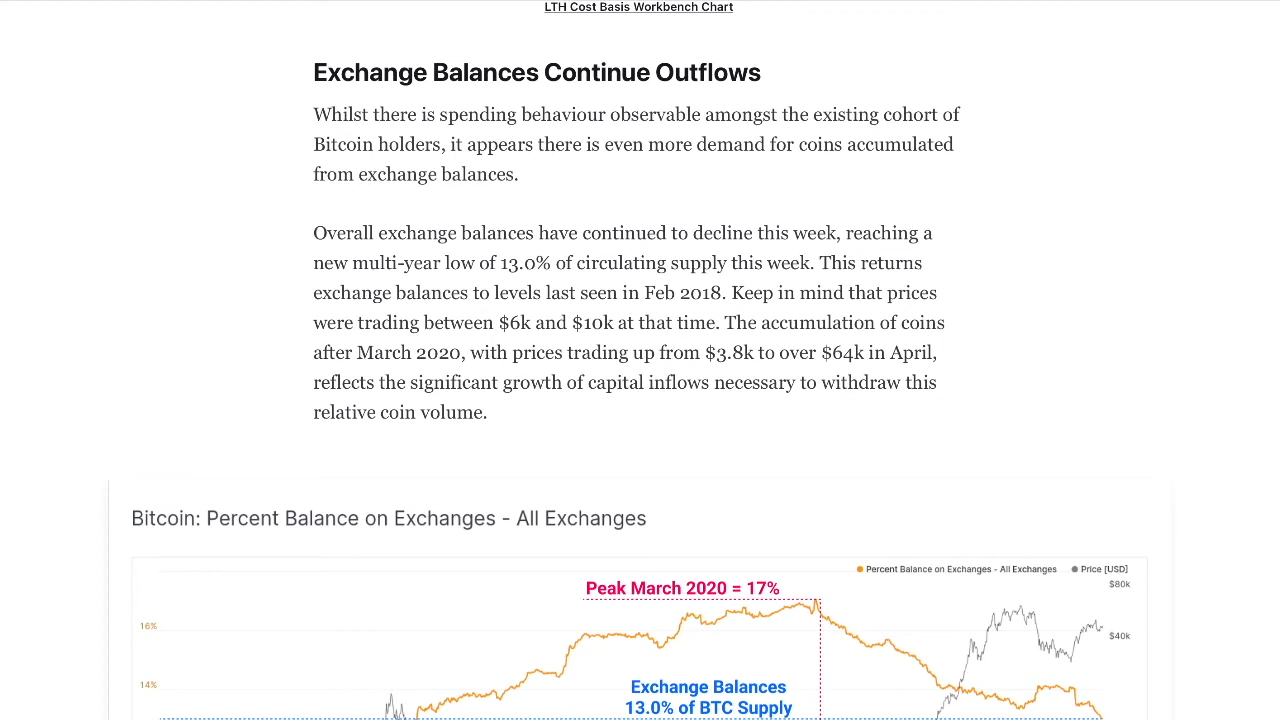 LTH Cost Basis Workbench Chart
Exchange Balances Continue Outflows
Whilst there is spending behaviour observable amongst the existing cohort of
Bitcoin holders, it appears there is even more demand for coins accumulated
from exchange balances.
Overall exchange balances have continued to decline this week, reaching a
new multi-year low of 13.0% of circulating supply this week. This returns
exchange balances to levels last seen in Feb 2018. Keep in mind that prices
were trading between $6k and $10k at that time. The accumulation of coins
after March 2020, with prices trading up from $3.8k to over $64k in April,
reflects the significant growth of capital inflows necessary to withdraw this
relative coin volume.
Bitcoin: Percent Balance on Exchanges - All Exchanges
Percent Balance on Exchanges - All Exchanges Price [USD]
Peak March 2020 = 17%
$80k
16%
$40k
14%
Exchange Balances
13.0% of BTC Supply